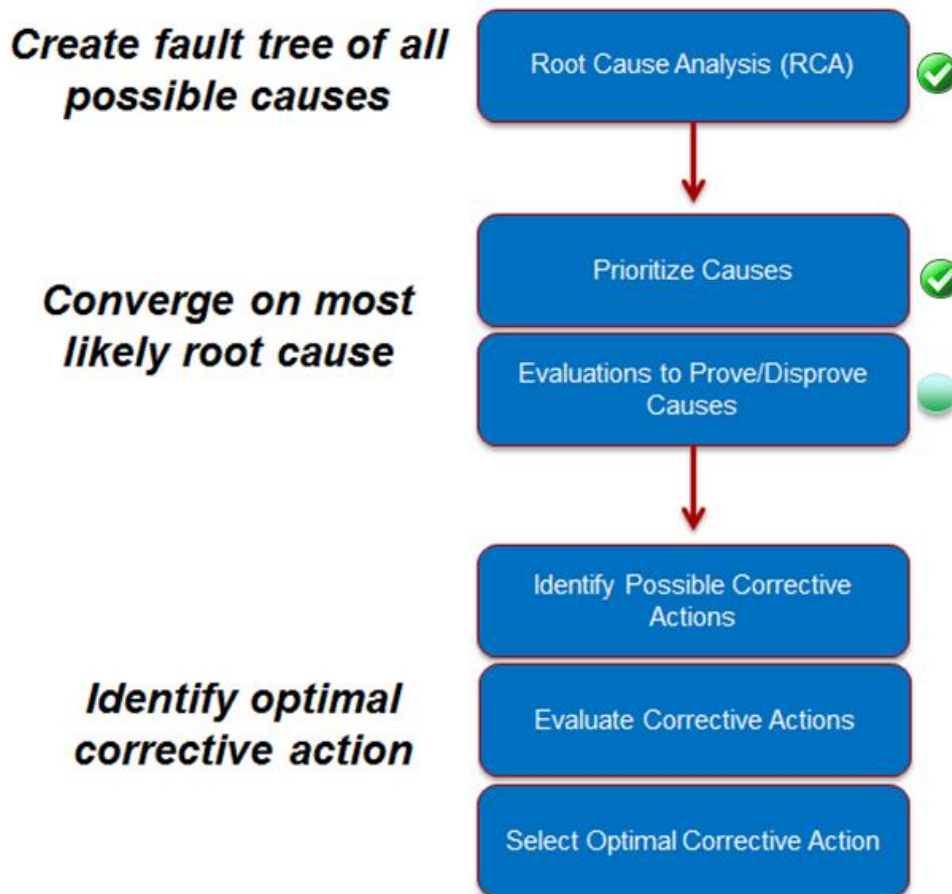 Create fault tree of all
possible causes
Root Cause Analysis (RCA)
Converge on most
likely root cause
Prioritize Causes
Evaluations to Prove/Disprove
Causes
Identify optimal
corrective action
Identify Possible Corrective
Actions
Evaluate Corrective Actions
Select Optimal Corrective Action